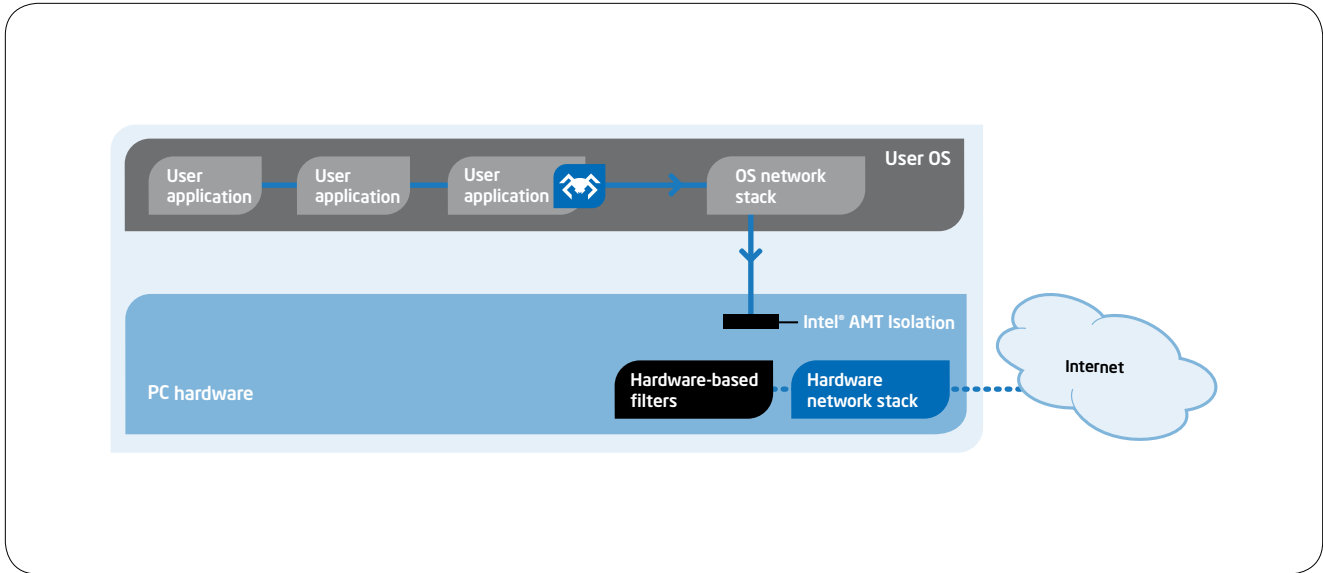 User OS
User
application
User
application
User
application
OS network
stack
Intel® AMT Isolation
PC hardware
Hardware-based
filters
Hardware
network stack
Internet